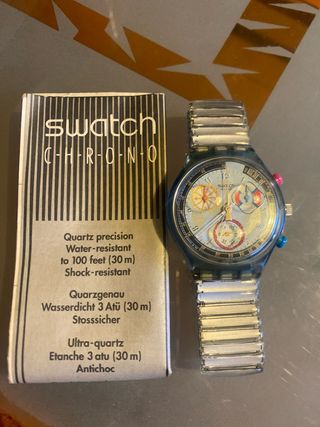 swatch
C-H-R-O-N-O
Quartz precision
Water-resistant
to 100 feet (30 m)
Shock-resistant
Quarzgenau
Wasserdicht 3 Atü (30 m)
Stosssicher
Ultra-quartz
Etanche 3 atu (30 m)
Antichoc
swatch